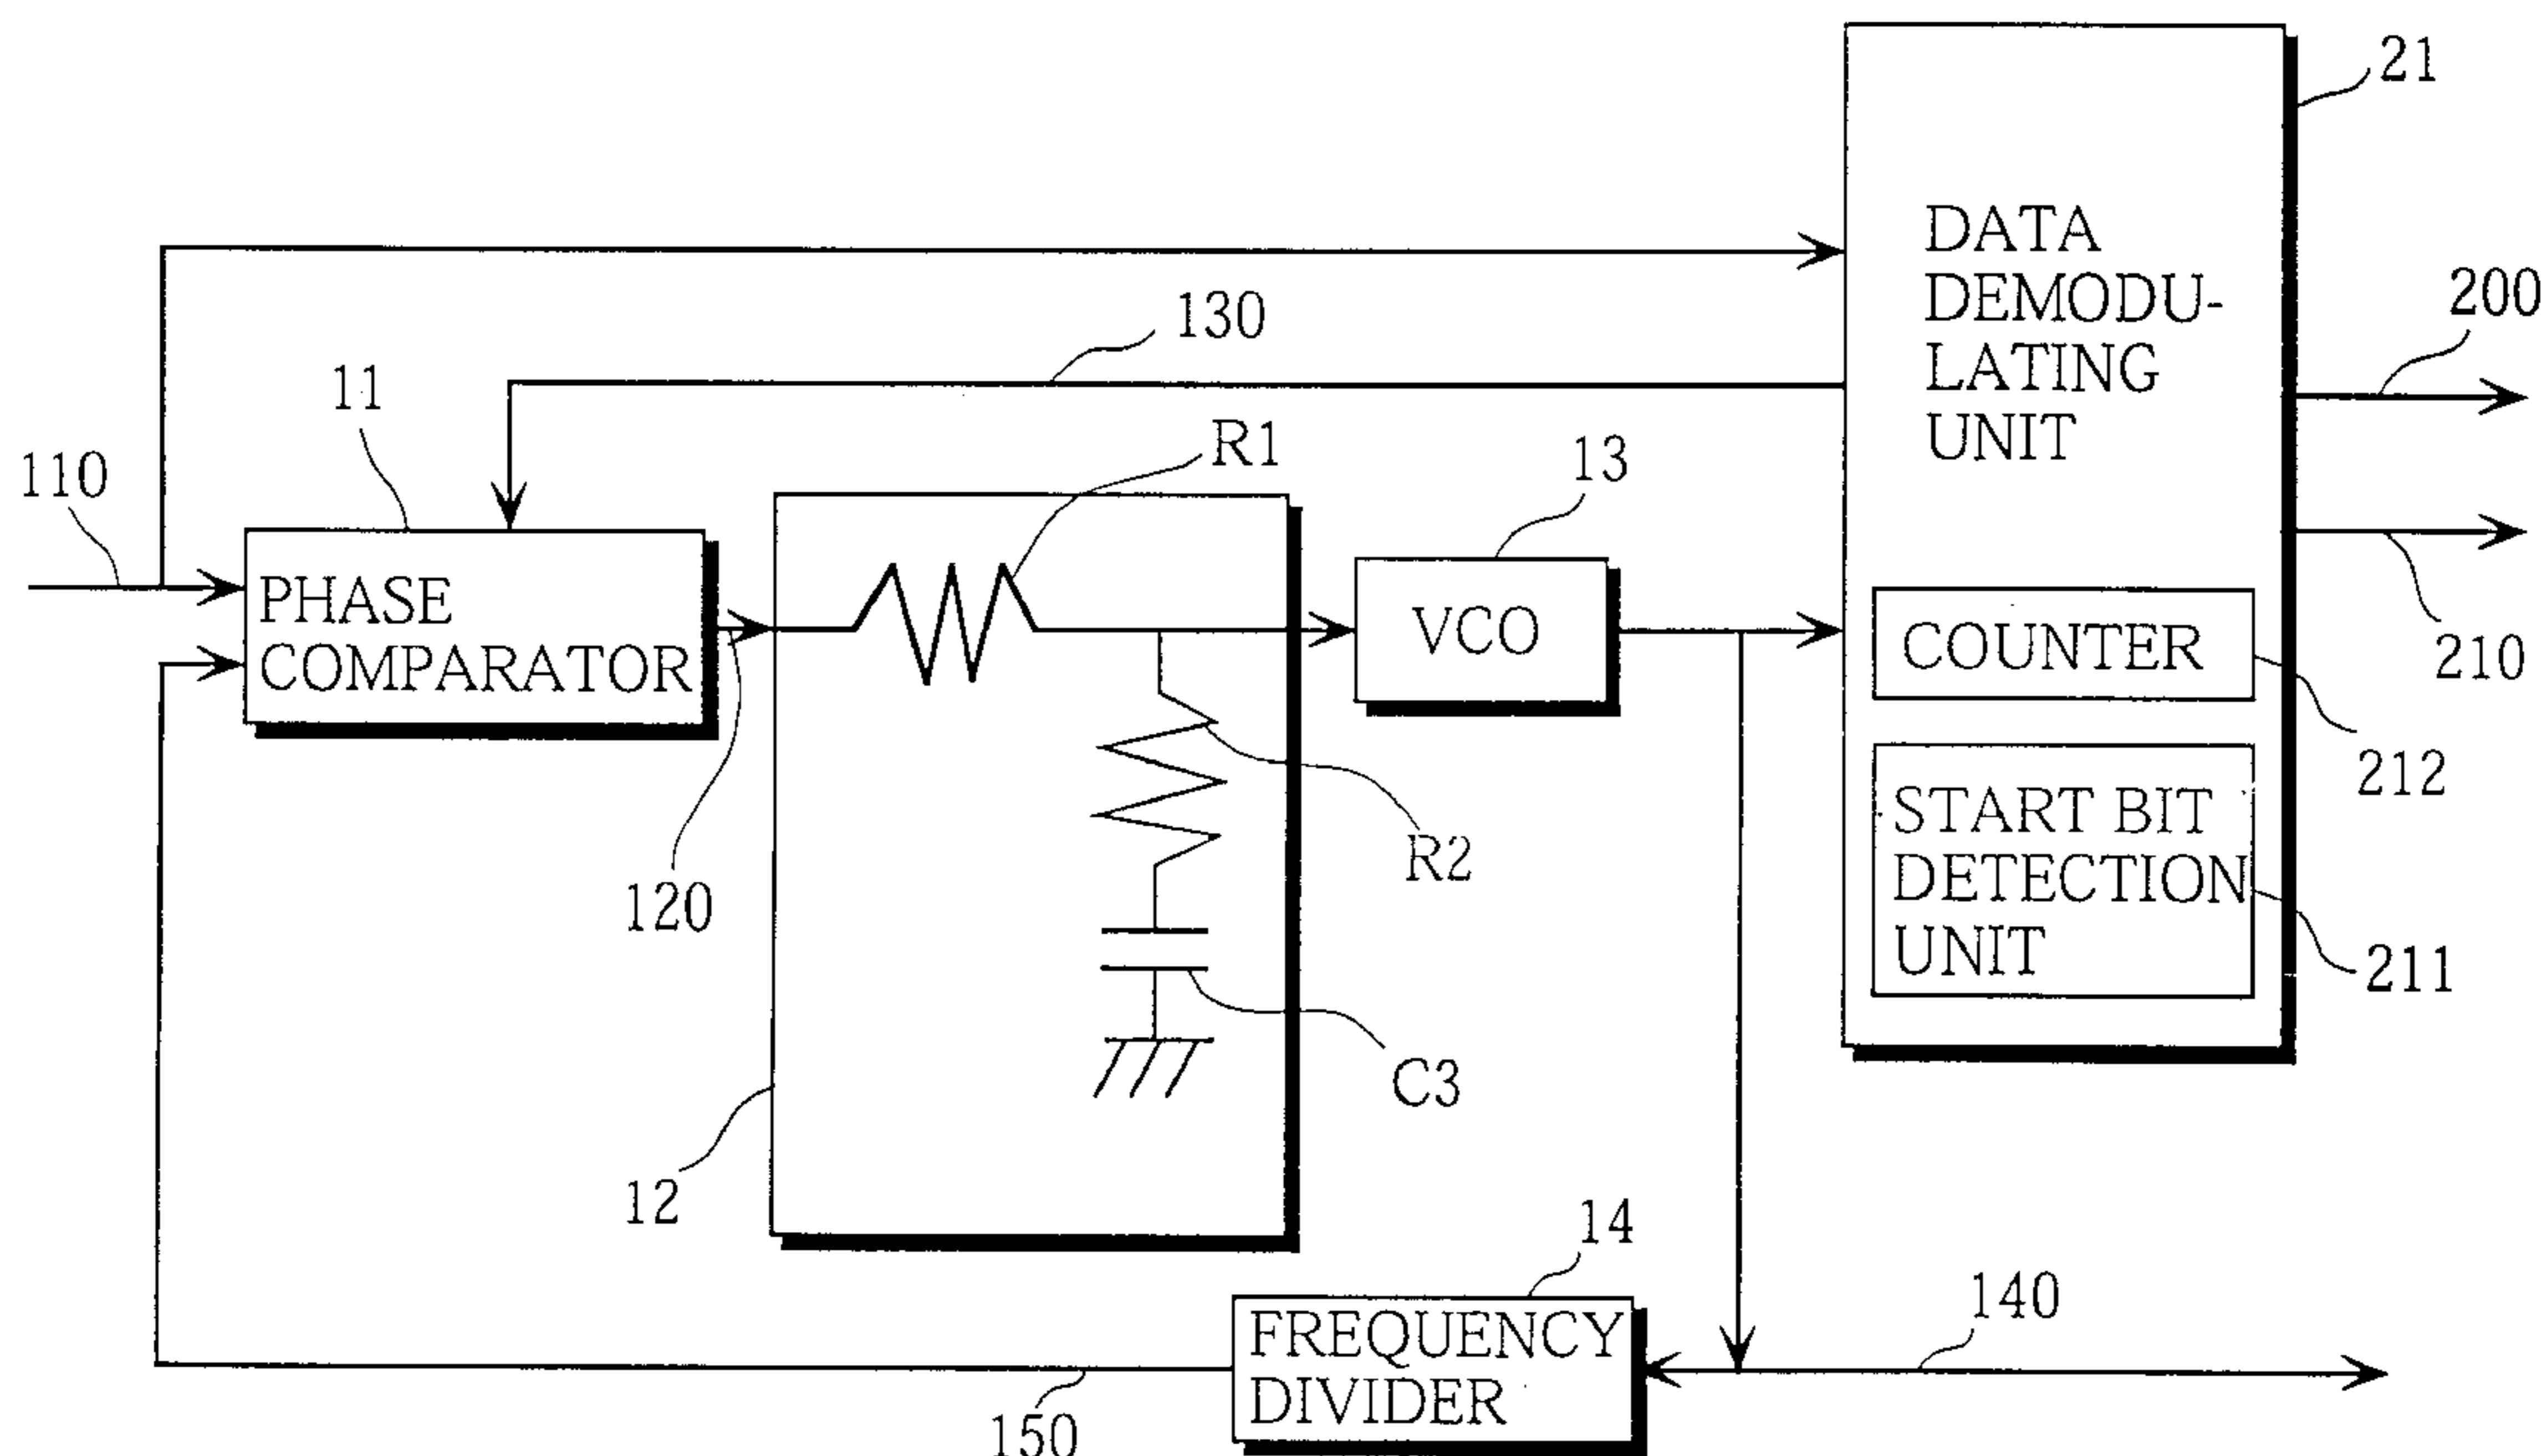 21
DATA
DEMODU-
LATING
UNIT
200
130
11
R1
13
110
PHASE
COMPARATOR
VCO
COUNTER
210
212
START BIT
DETECTION
UNIT
R2
120
211
C3
12
14
FREQUENCY
DIVIDER
140
150